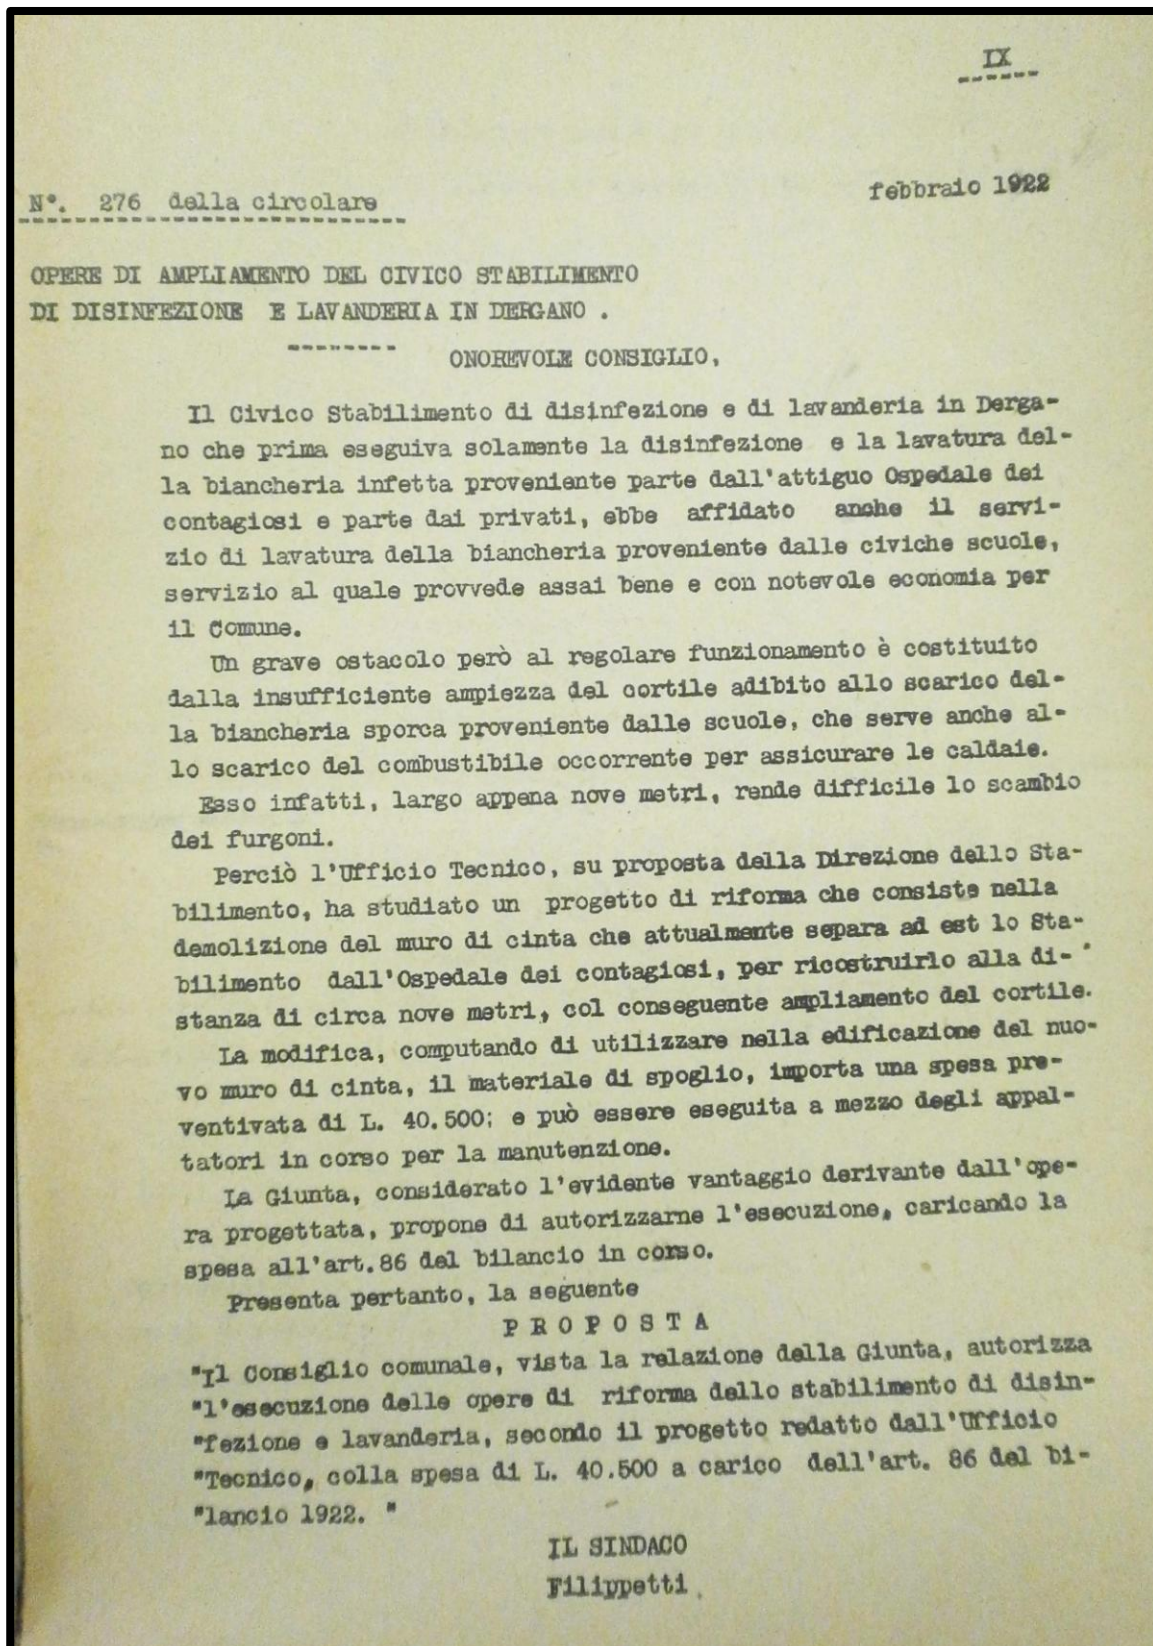 IX
Nº. 276 della circolare
febbraio 1922
OPERE DI AMPLIAMENTO DEL CIVICO STABILIMENTO
DI DISINFEZIONE E LAVANDERIA IN DERGANO .
ONOREVOLE CONSIGLIO,
Il Civico Stabilimento di disinfezione e di lavanderia in Derga-
no che prima eseguiva solamente la disinfezione e la lavatura del-
la biancheria infetta proveniente parte dall'attiguo Ospedale dei
contagiosi e parte dai privati, ebbe affidato anche il servi-
zio di lavatura della biancheria proveniente dalle civiche scuole,
servizio al quale provvede assai bene e con notevole economia per
il Comune.
Un grave ostacolo però al regolare funzionamento è costituito
dalla insufficiente ampiezza del cortile adibito allo scarico del-
la biancheria sporca proveniente dalle scuole, che serve anche al-
lo scarico del combustibile occorrente per assicurare le caldaie.
Esso infatti, largo appena nove metri, rende difficile lo scambio
dei furgoni.
Perciò l'Ufficio Tecnico, su proposta della Direzione dello Sta-
bilimento, ha studiato un progetto di riforma che consiste nella
demolizione del muro di cinta che attualmente separa ad est lo Sta-
bilimento dall'Ospedale dei contagiosi, per ricostruirlo alla di-
stanza di circa nove metri, col conseguente ampliamento del cortile.
La modifica, computando di utilizzare nella edificazione del nuo-
vo muro di cinta, il materiale di spoglio, importa una spesa pre-
ventivata di L. 40.500; e può essere eseguita a mezzo degli appal-
tatori in corso per la manutenzione.
La Giunta, considerato l'evidente vantaggio derivante dall'ope-
ra progettata, propone di autorizzarne l'esecuzione, caricando la
spesa all'art.86 del bilancio in corso.
Presenta pertanto, la seguente
P R O P O S T A
"Il Consiglio comunale, vista la relazione della Giunta, autorizza
"l'esecuzione delle opere di riforma dello stabilimento di disin-
"fezione e lavanderia, secondo il progetto redatto dall'Ufficio
"Tecnico, colla spesa di L. 40.500 a carico dell'art. 86 del bi-
"lancio 1922. "
IL SINDACO
Filippetti